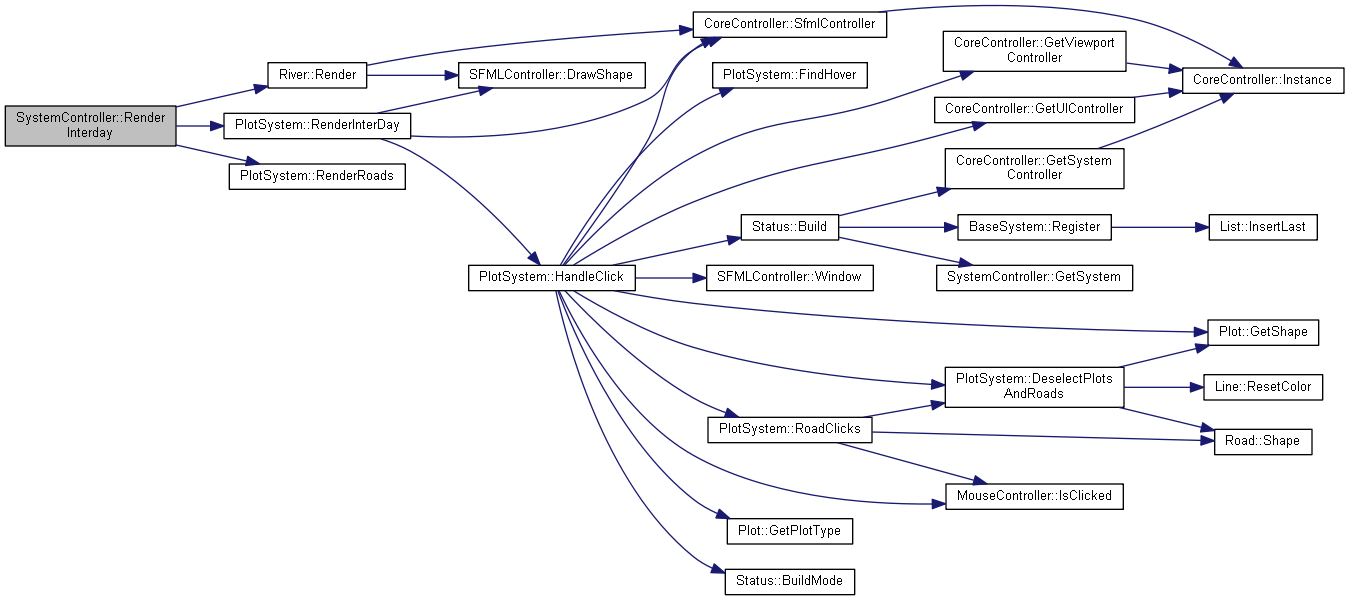 SystemController::Render
Interday
River::Render
PlotSystem::RenderInterDay
PlotSystem::RenderRoads
SFMLController::DrawShape
PlotSystem::HandleClick
CoreController::SfmlController
PlotSystem::FindHover
Status::Build
SFMLController::Window
PlotSystem::RoadClicks
Plot::GetPlotType
Status::BuildMode
CoreController::GetViewport
Controller
CoreController::GetUIController
CoreController::GetSystem
Controller
BaseSystem::Register
SystemController::GetSystem
PlotSystem::DeselectPlots
AndRoads
MouseController::IsClicked
CoreController::Instance
List::InsertLast
Plot::GetShape
Line::ResetColor
Road::Shape